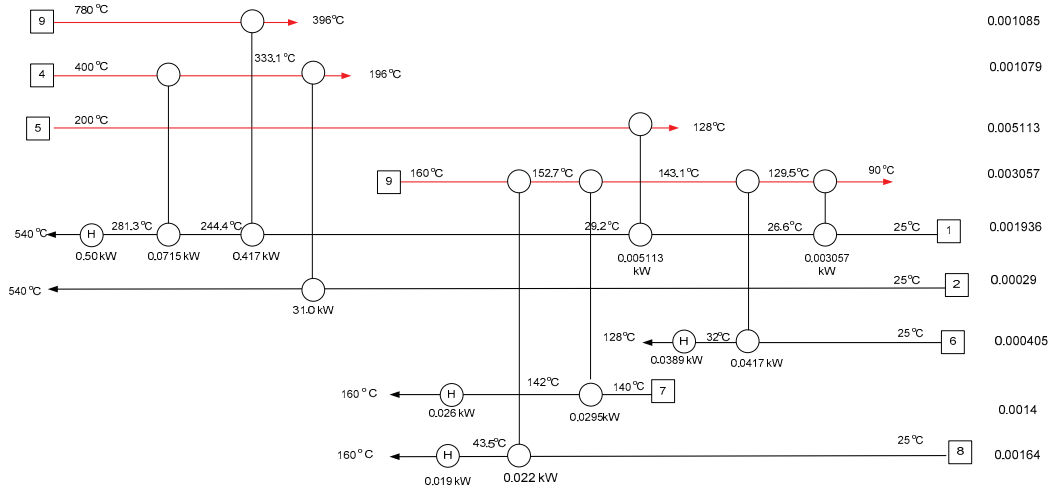 9 780 °C 396°C 0.001085
4 400 °C 333.1 °C 196°C 0.001079
5 200 °C 128°C 0.005113
9 160 °C 152.7°C 143.1°C 129.5°C 90°C 0.003057
540 °C H 281.3°C 244.4°C 29.2°C 26.6°C 25°C 1 0.001936
0.50 kW 0.0715 kW 0.417 kW 0.005113 kW 0.003057 kW
540 °C 25°C 2 0.00029
31.0 kW
128°C H 32°C 25°C 6 0.000405
0.0389 kW 0.0417 kW
160 °C H 142°C 140°C 7 0.0014
0.026 kW 0.0295kW
160 °C H 43.5°C 25°C 8 0.00164
0.019 kW 0.022 kW